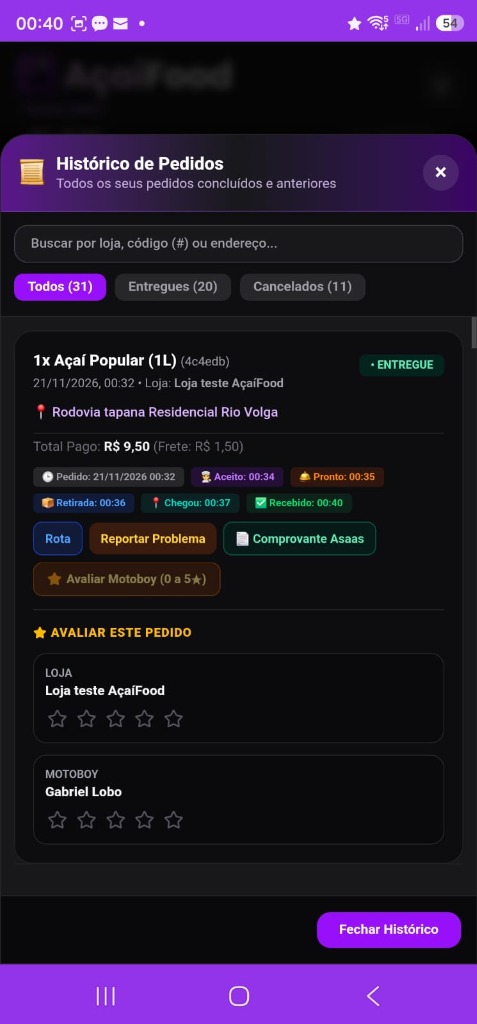 00:40
5G
54
AçaíFood
Histórico de Pedidos
Todos os seus pedidos concluídos e anteriores
Buscar por loja, código (#) ou endereço...
Todos (31) Entregues (20) Cancelados (11)
1x Açaí Popular (1L) (4c4edb)
• ENTREGUE
21/11/2026, 00:32 • Loja: Loja teste AçaíFood
Rodovia tapana Residencial Rio Volga
Total Pago: R$ 9,50 (Frete: R$ 1,50)
Pedido: 21/11/2026 00:32 Aceito: 00:34 Pronto: 00:35
Retirada: 00:36 Chegou: 00:37 Recebido: 00:40
Rota Reportar Problema Comprovante Asaas
Avaliar Motoboy (0 a 5★)
AVALIAR ESTE PEDIDO
LOJA
Loja teste AçaíFood
MOTOBOY
Gabriel Lobo
Fechar Histórico